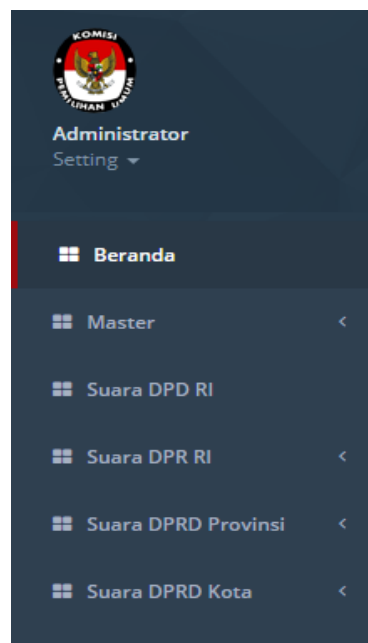 KOMISI
PEMILIHAN UMUM
Administrator
Setting
Beranda
Master
Suara DPD RI
Suara DPR RI
Suara DPRD Provinsi
Suara DPRD Kota